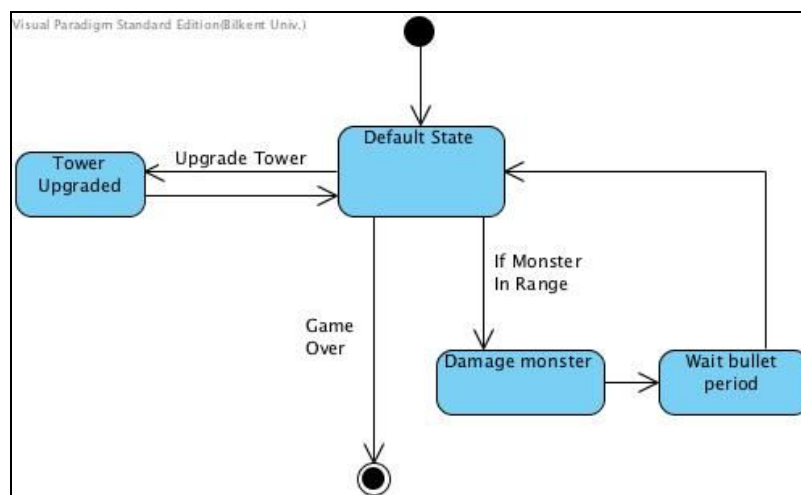 Visual Paradigm Standard Edition(Bilkent Univ.)
Default State
Tower
Upgraded
Upgrade Tower
If Monster
In Range
Game
Over
Damage monster
Wait bullet
period